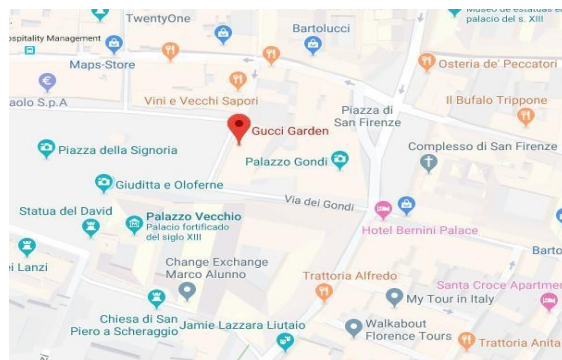 TwentyOne
Museo de estatuas en
palacio del s. XIII
Bartolucci
ospitality Management
Maps-Store
Osteria de' Peccatori
aolo S.p.A
Vini e Vecchi Sapori
Piazza di
San Firenze
Il Bufalo Trippone
Gucci Garden
Piazza della Signoria
Palazzo Gondi
Complesso di San Firenze
Giuditta e Oloferne
Via dei Gondi
Statua del David
Palazzo Vecchio
Palacio fortificado
del siglo XIII
Hotel Bernini Palace
Barto
ei Lanzi
Change Exchange
Marco Alunno
Trattoria Alfredo
Santa Croce Apartme
My Tour in Italy
Chiesa di San
Piero a Scheraggio
Jamie Lazzara Liutaio
Walkabout
Florence Tours
Trattoria Anita